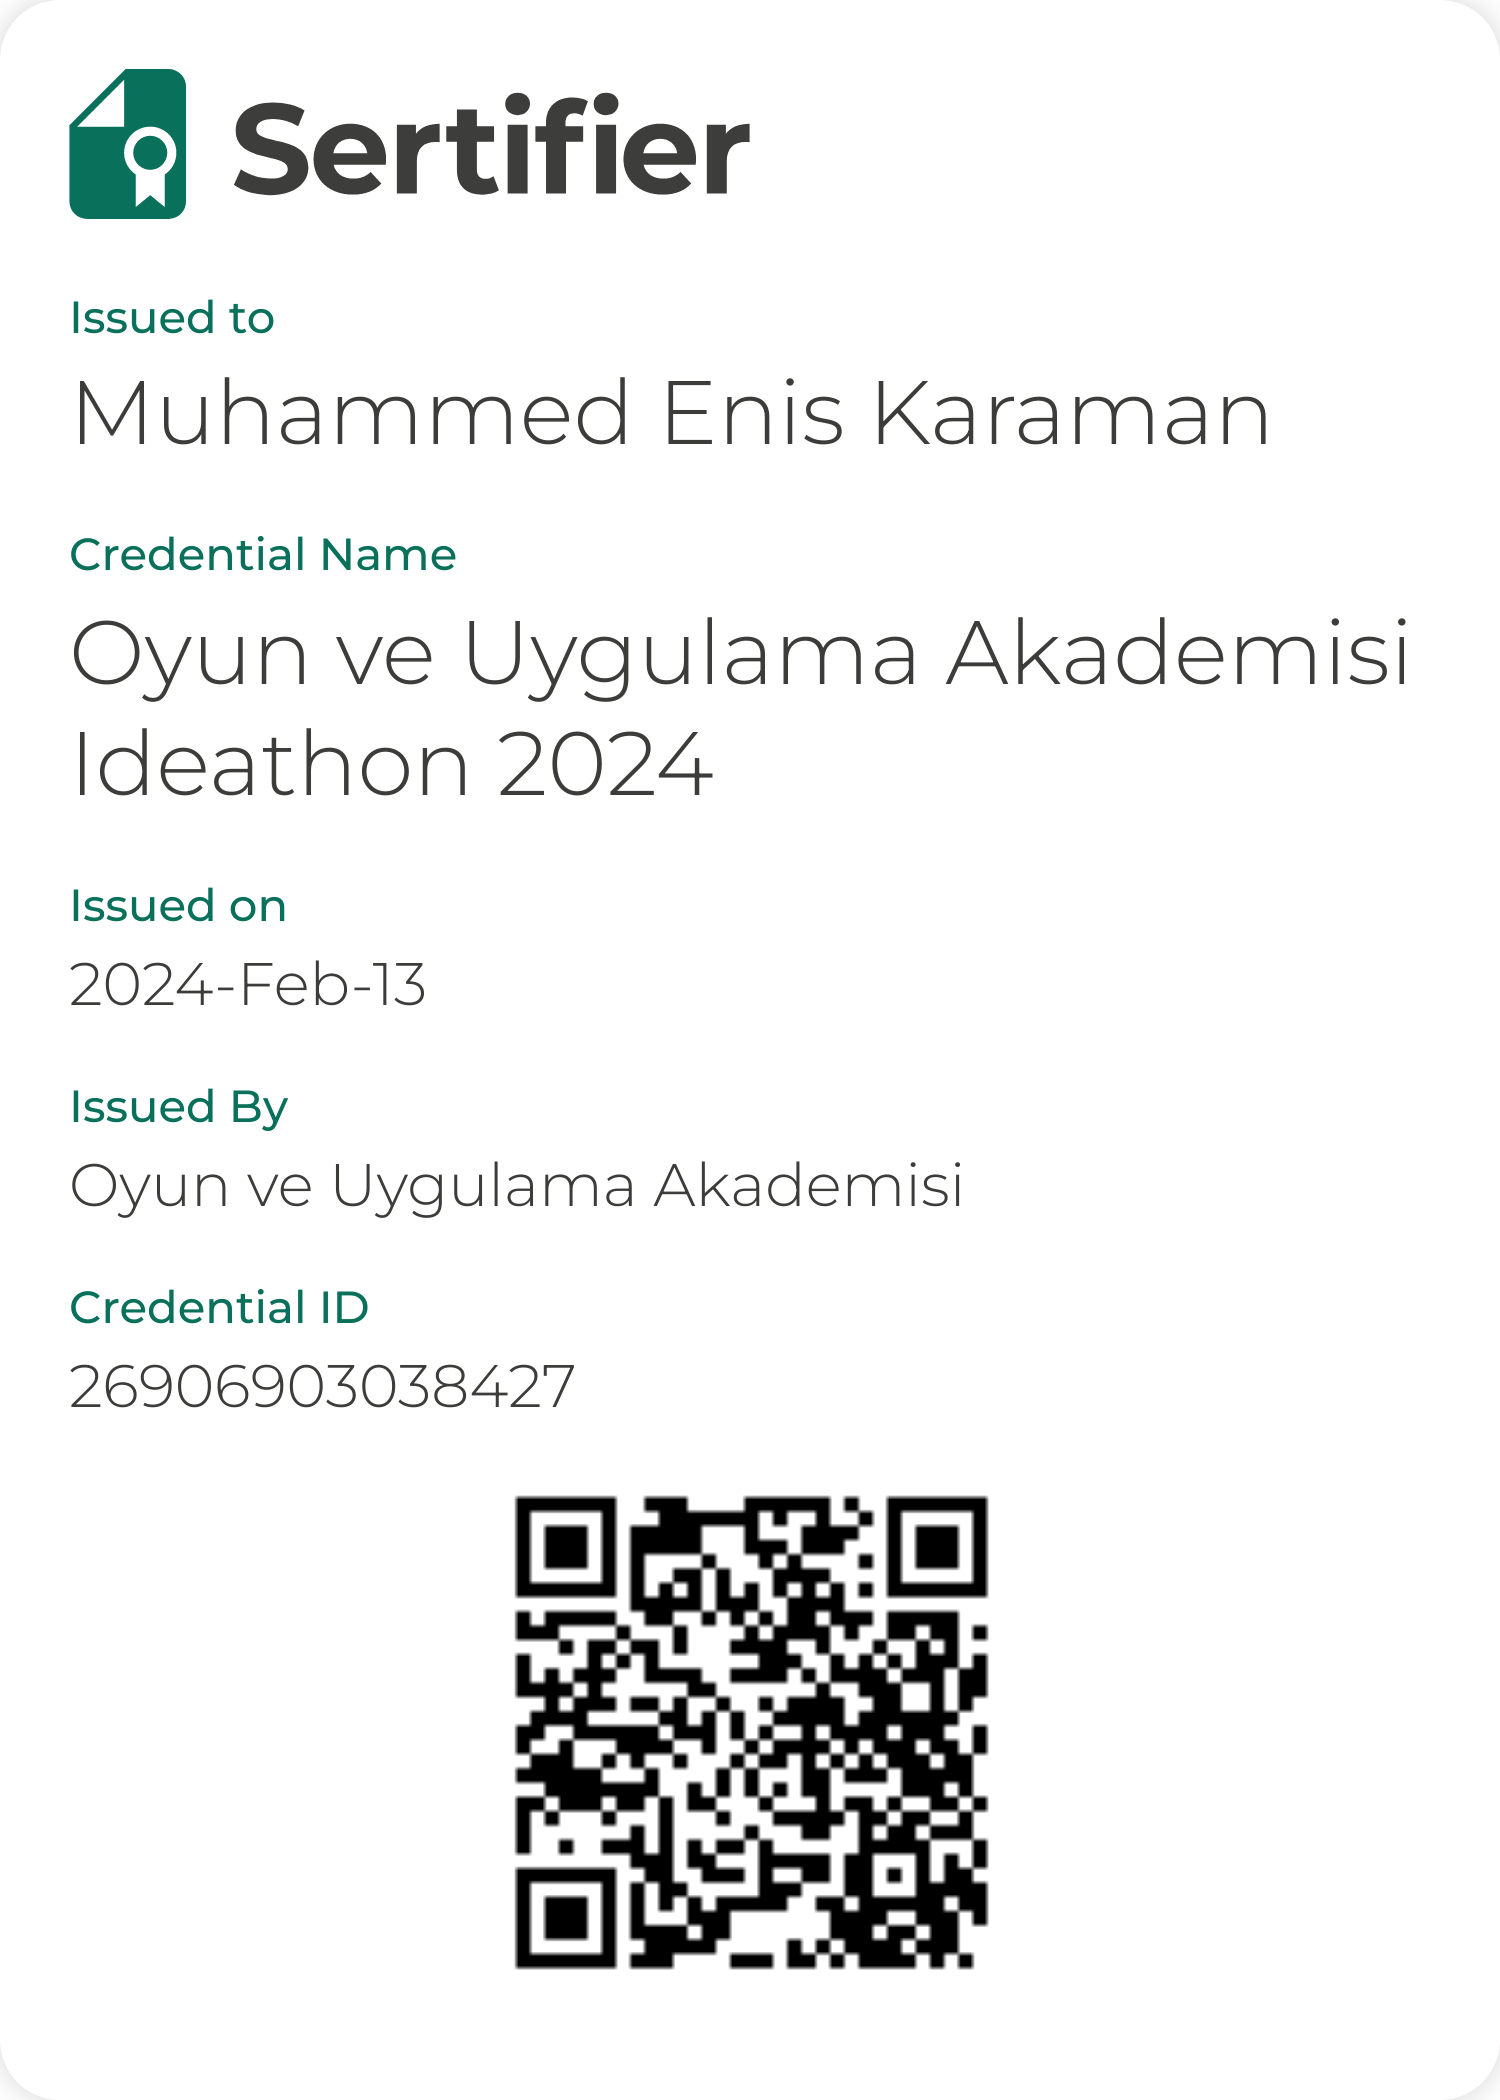 Sertifier
Issued to
Muhammed Enis Karaman
Credential Name
Oyun ve Uygulama Akademisi
Ideathon 2024
Issued on
2024-Feb-13
Issued By
Oyun ve Uygulama Akademisi
Credential ID
26906903038427